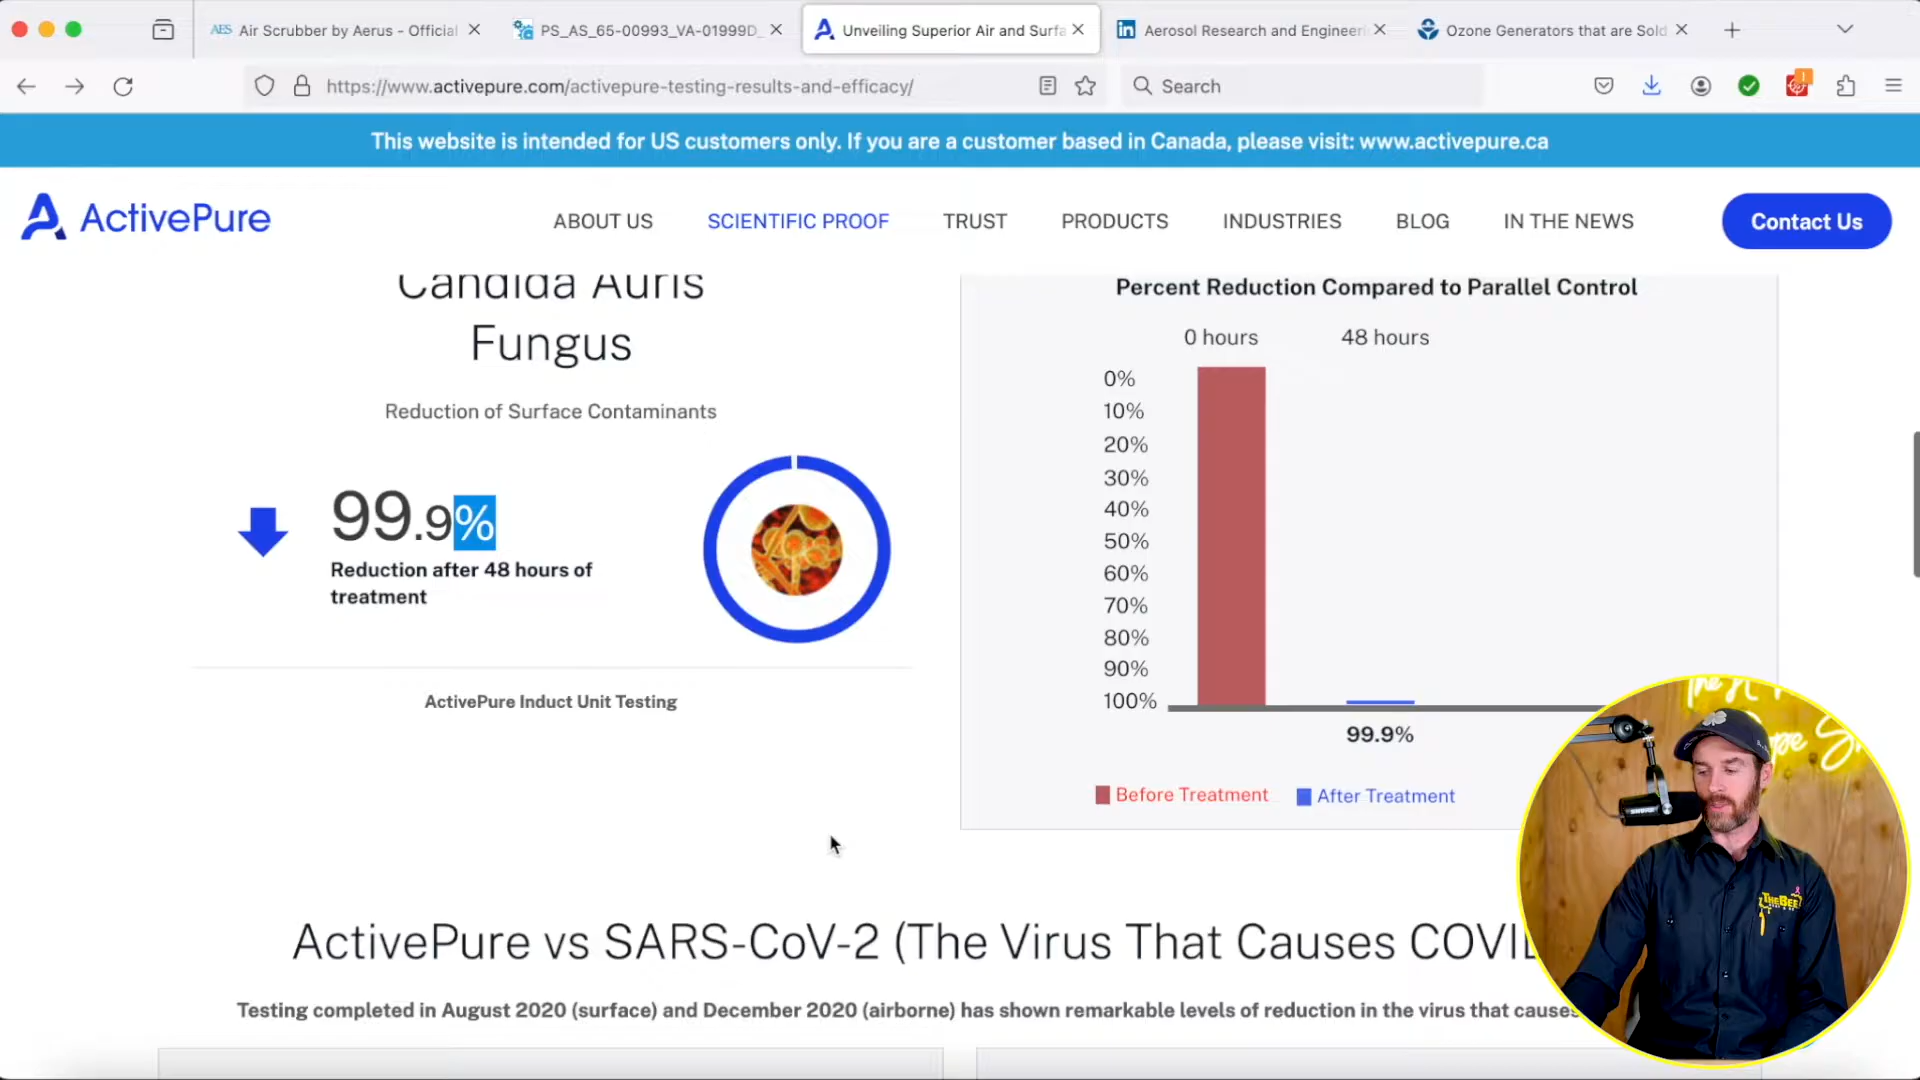 AES Air Scrubber by Aerus - Official
PS_AS_65-00993_VA-01999D_
Unveiling Superior Air and Surfa
Aerosol Research and Engineeri
Ozone Generators that are Sold
https://www.activepure.com/activepure-testing-results-and-efficacy/
Search
This website is intended for US customers only. If you are a customer based in Canada, please visit: www.activepure.ca
ActivePure
ABOUT US
SCIENTIFIC PROOF
TRUST
PRODUCTS
INDUSTRIES
BLOG
IN THE NEWS
Contact Us
Candida Auris
Fungus
Reduction of Surface Contaminants
99.9%
Reduction after 48 hours of
treatment
ActivePure Induct Unit Testing
Percent Reduction Compared to Parallel Control
0 hours 48 hours
0%
10%
20%
30%
40%
50%
60%
70%
80%
90%
100%
99.9%
Before Treatment After Treatment
ActivePure vs SARS-CoV-2 (The Virus That Causes COVI
Testing completed in August 2020 (surface) and December 2020 (airborne) has shown remarkable levels of reduction in the virus that causes
SHURE
THEBEE